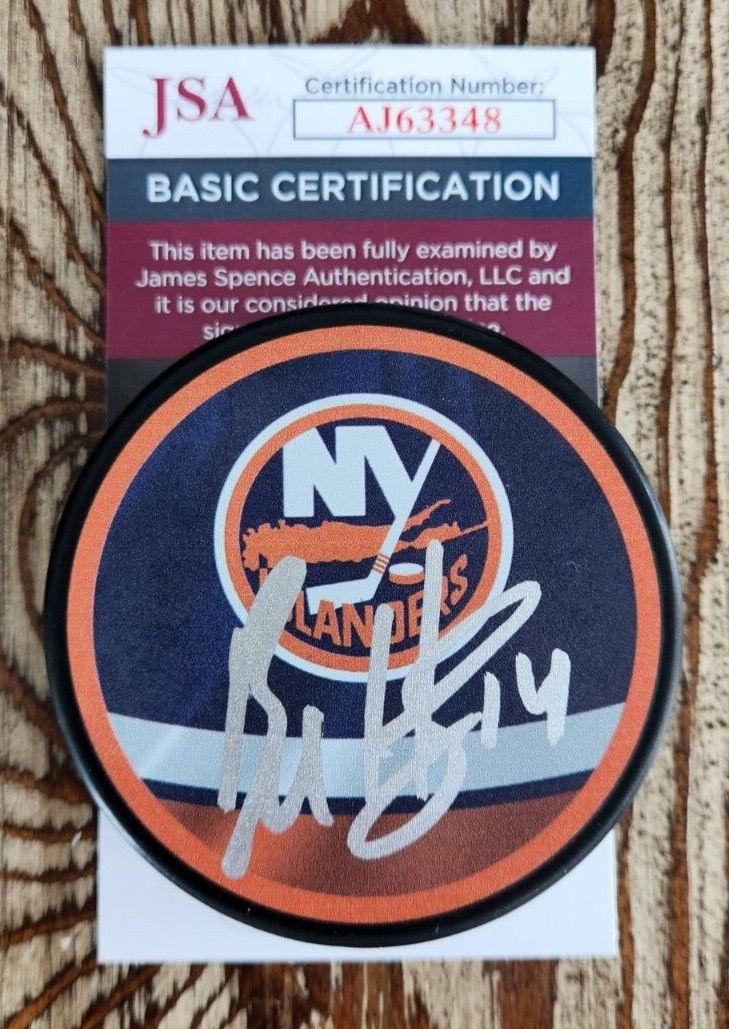 JSA
Certification Number:
AJ63348
BASIC CERTIFICATION
This item has been fully examined by
James Spence Authentication, LLC and
it is our considered opinion that the
NY
ISLANDERS
14